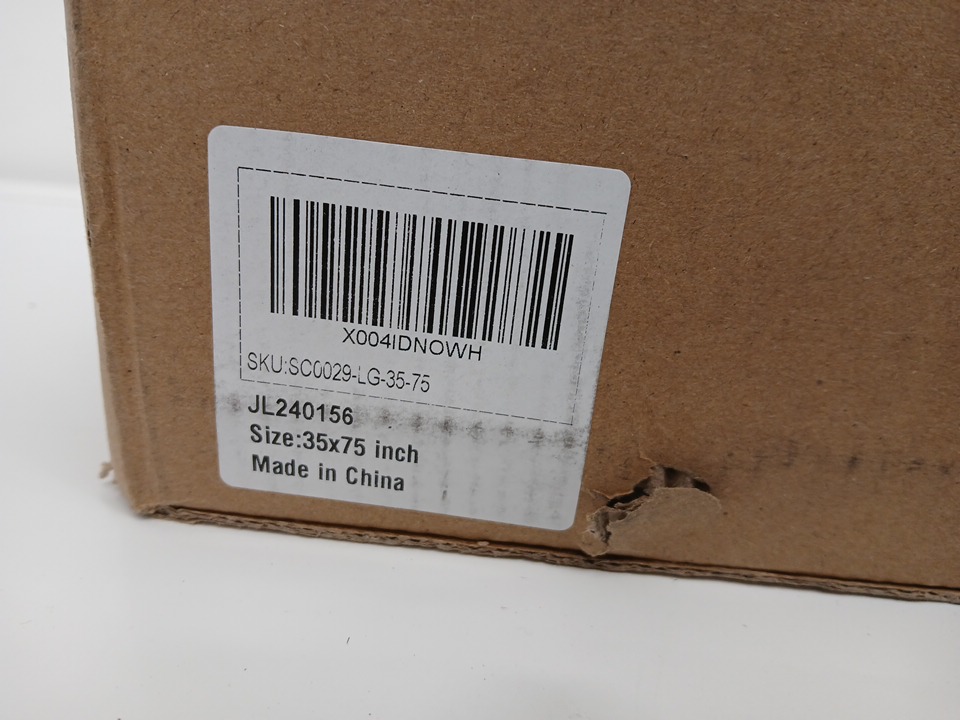 X004IDNOWH
SKU:SC0029-LG-35-75
JL240156
Size:35x75 inch
Made in China